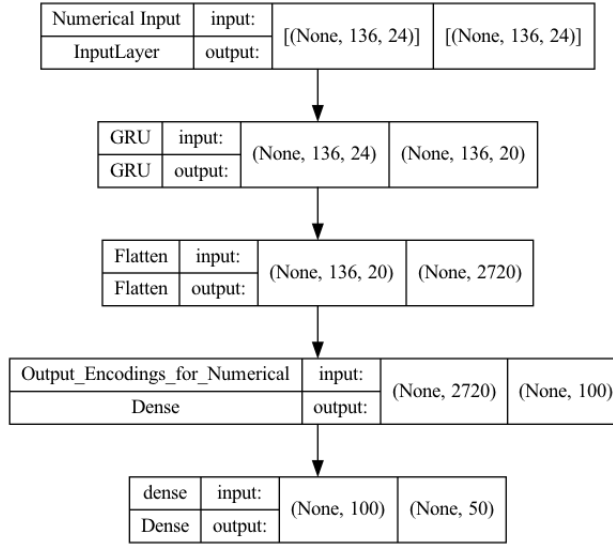 Numerical Input input: [(None, 136, 24)] [(None, 136, 24)]
InputLayer output:
GRU input: (None, 136, 24) (None, 136, 20)
GRU output:
Flatten input: (None, 136, 20) (None, 2720)
Flatten output:
Output_Encodings_for_Numerical input: (None, 2720) (None, 100)
Dense output:
dense input: (None, 100) (None, 50)
Dense output: